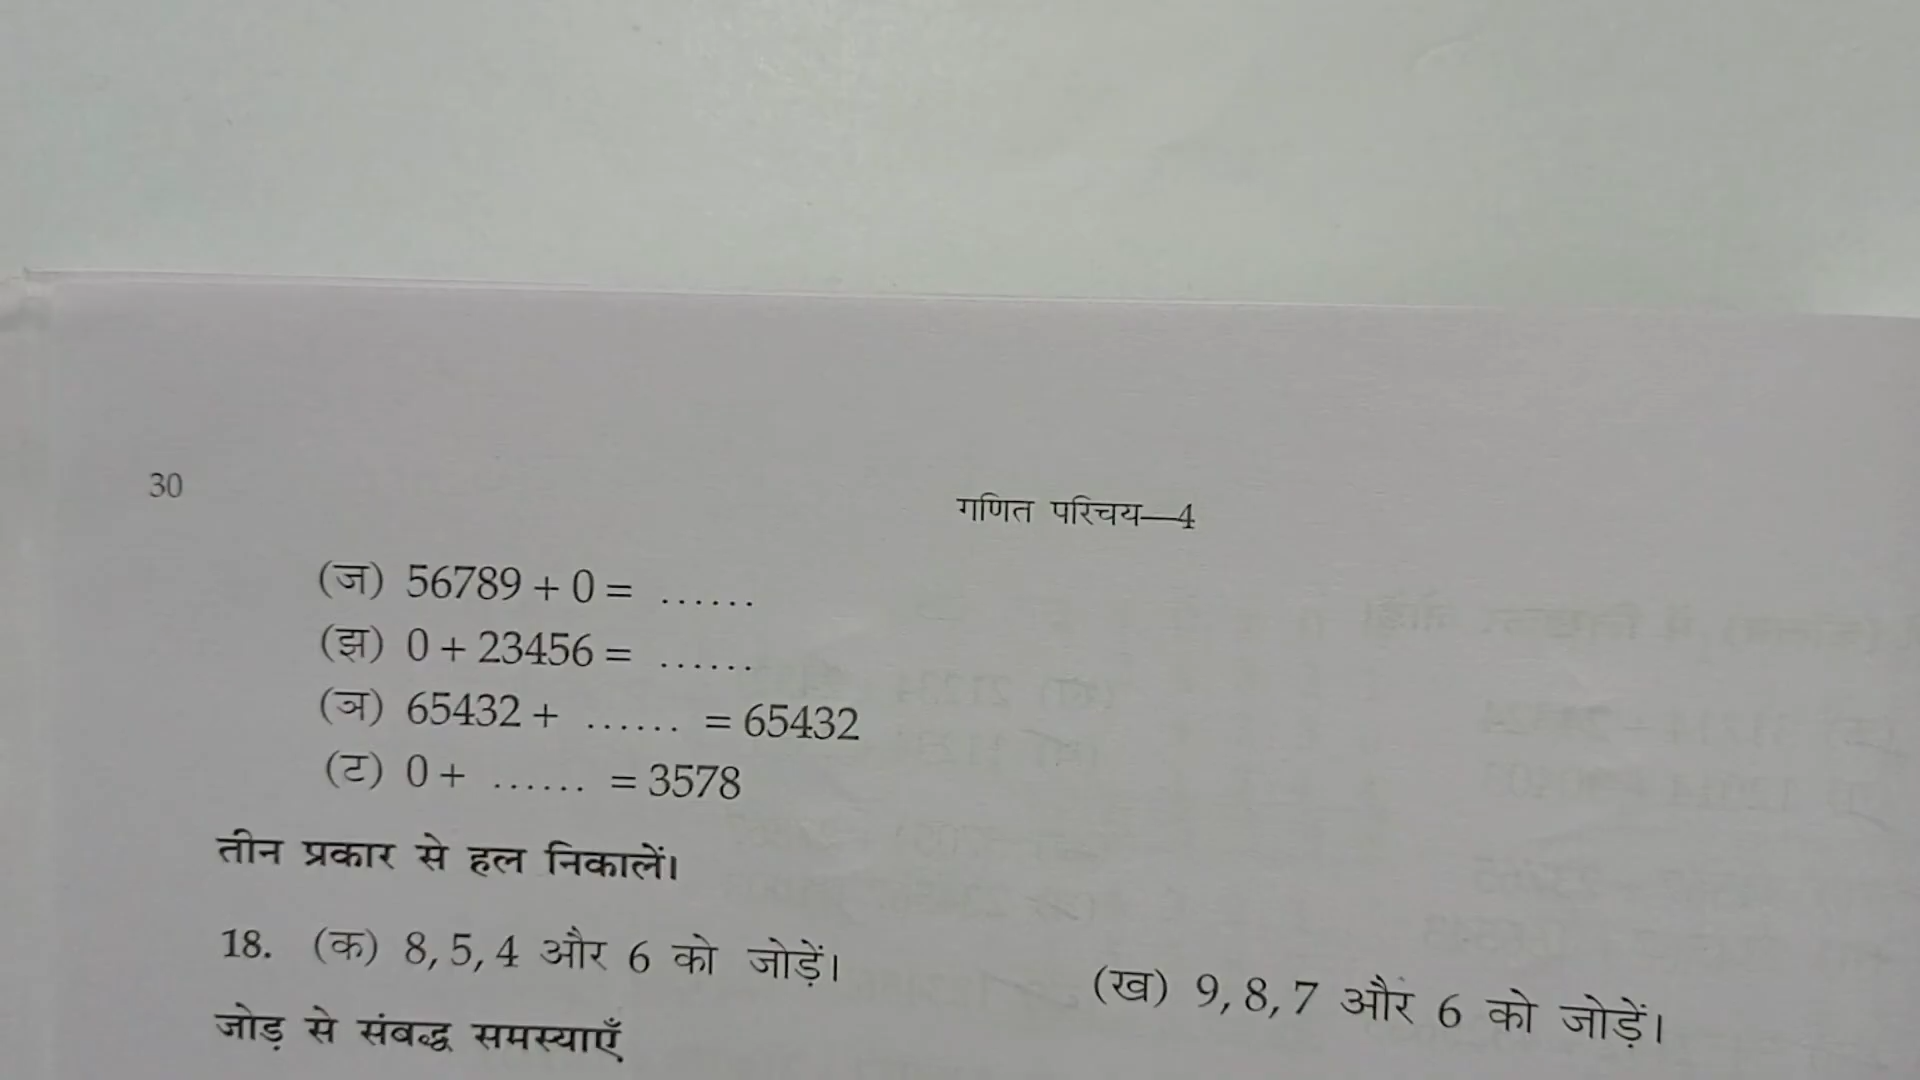 30
गणित परिचय—4
(ज) 56789 + 0 = ......
(झ) 0 + 23456 = ......
(ञ) 65432 + ...... = 65432
(ट) 0 + ...... = 3578
तीन प्रकार से हल निकालें।
18. (क) 8, 5, 4 और 6 को जोड़ें।
(ख) 9, 8, 7 और 6 को जोड़ें।
जोड़ से संबद्ध समस्याएँ